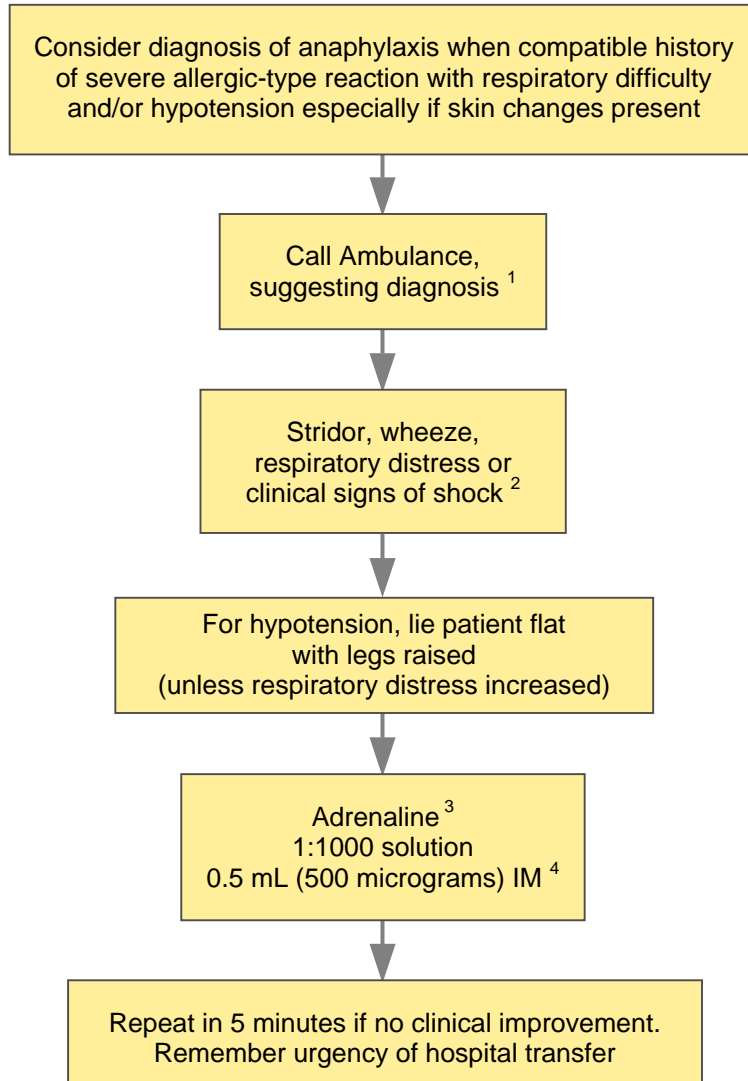 Consider diagnosis of anaphylaxis when compatible history
of severe allergic-type reaction with respiratory difficulty
and/or hypotension especially if skin changes present
Call Ambulance,
suggesting diagnosis 1
Stridor, wheeze,
respiratory distress or
clinical signs of shock 2
For hypotension, lie patient flat
with legs raised
(unless respiratory distress increased)
Adrenaline 3
1:1000 solution
0.5 mL (500 micrograms) IM 4
Repeat in 5 minutes if no clinical improvement.
Remember urgency of hospital transfer